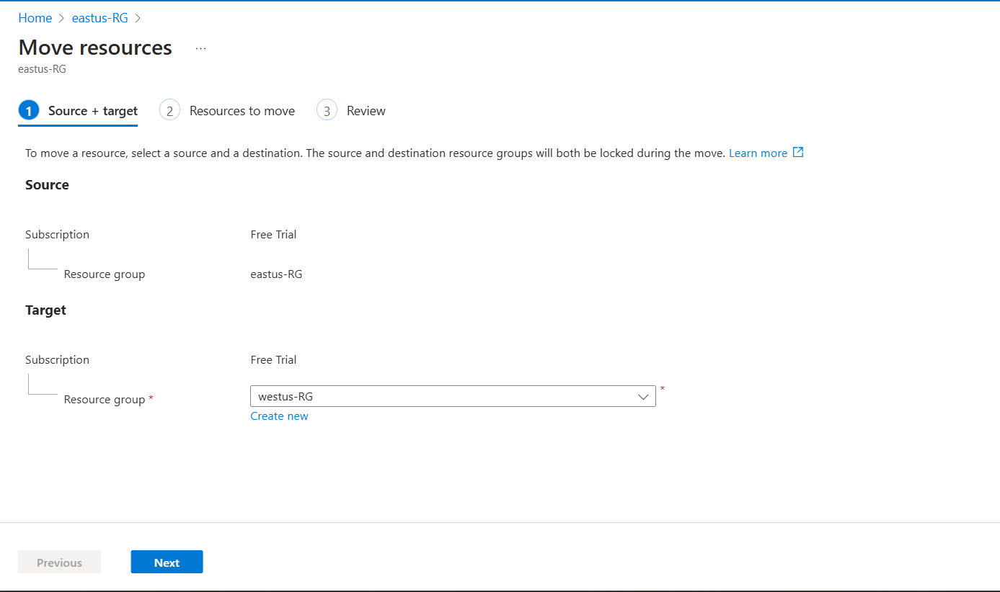 Home > eastus-RG >
Move resources ...
eastus-RG
1 Source + target 2 Resources to move 3 Review
To move a resource, select a source and a destination. The source and destination resource groups will both be locked during the move. Learn more
Source
Subscription Free Trial
Resource group eastus-RG
Target
Subscription Free Trial
Resource group * westus-RG *
Create new
Previous Next